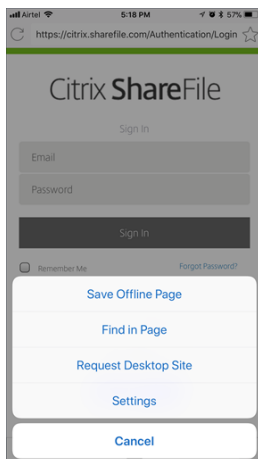 Airtel 5:18 PM 57%
https://citrix.sharefile.com/Authentication/Login
Citrix ShareFile
Sign In
Email
Password
Sign In
Remember Me Forgot Password?
Save Offline Page
Find in Page
Request Desktop Site
Settings
Cancel